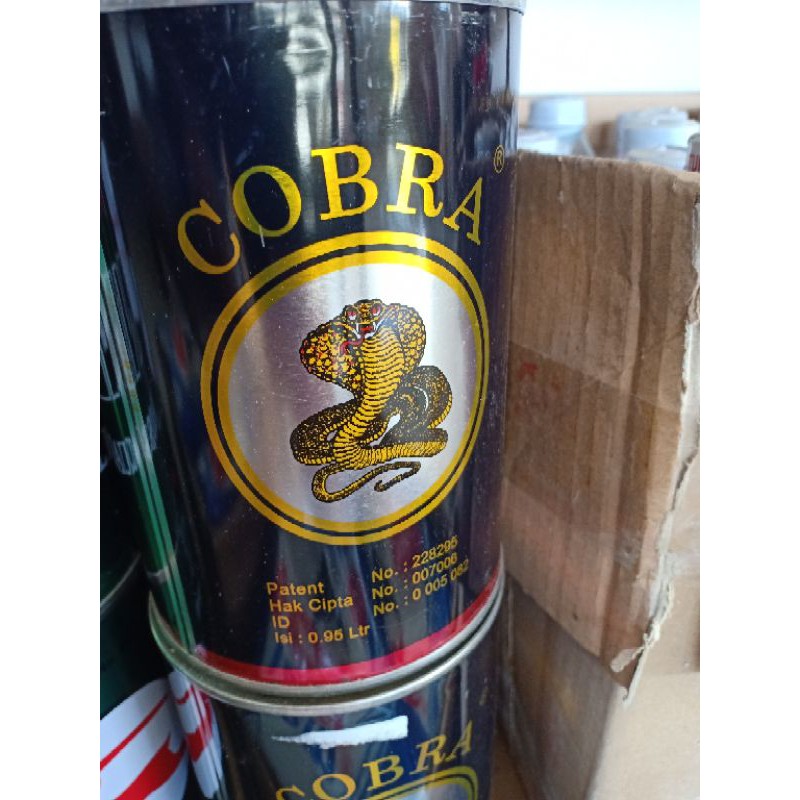 COBRA ®
Patent No. : 228295
Hak Cipta No. : 007006
ID No. : 0 005 082
Isi : 0.95 Ltr
COBRA